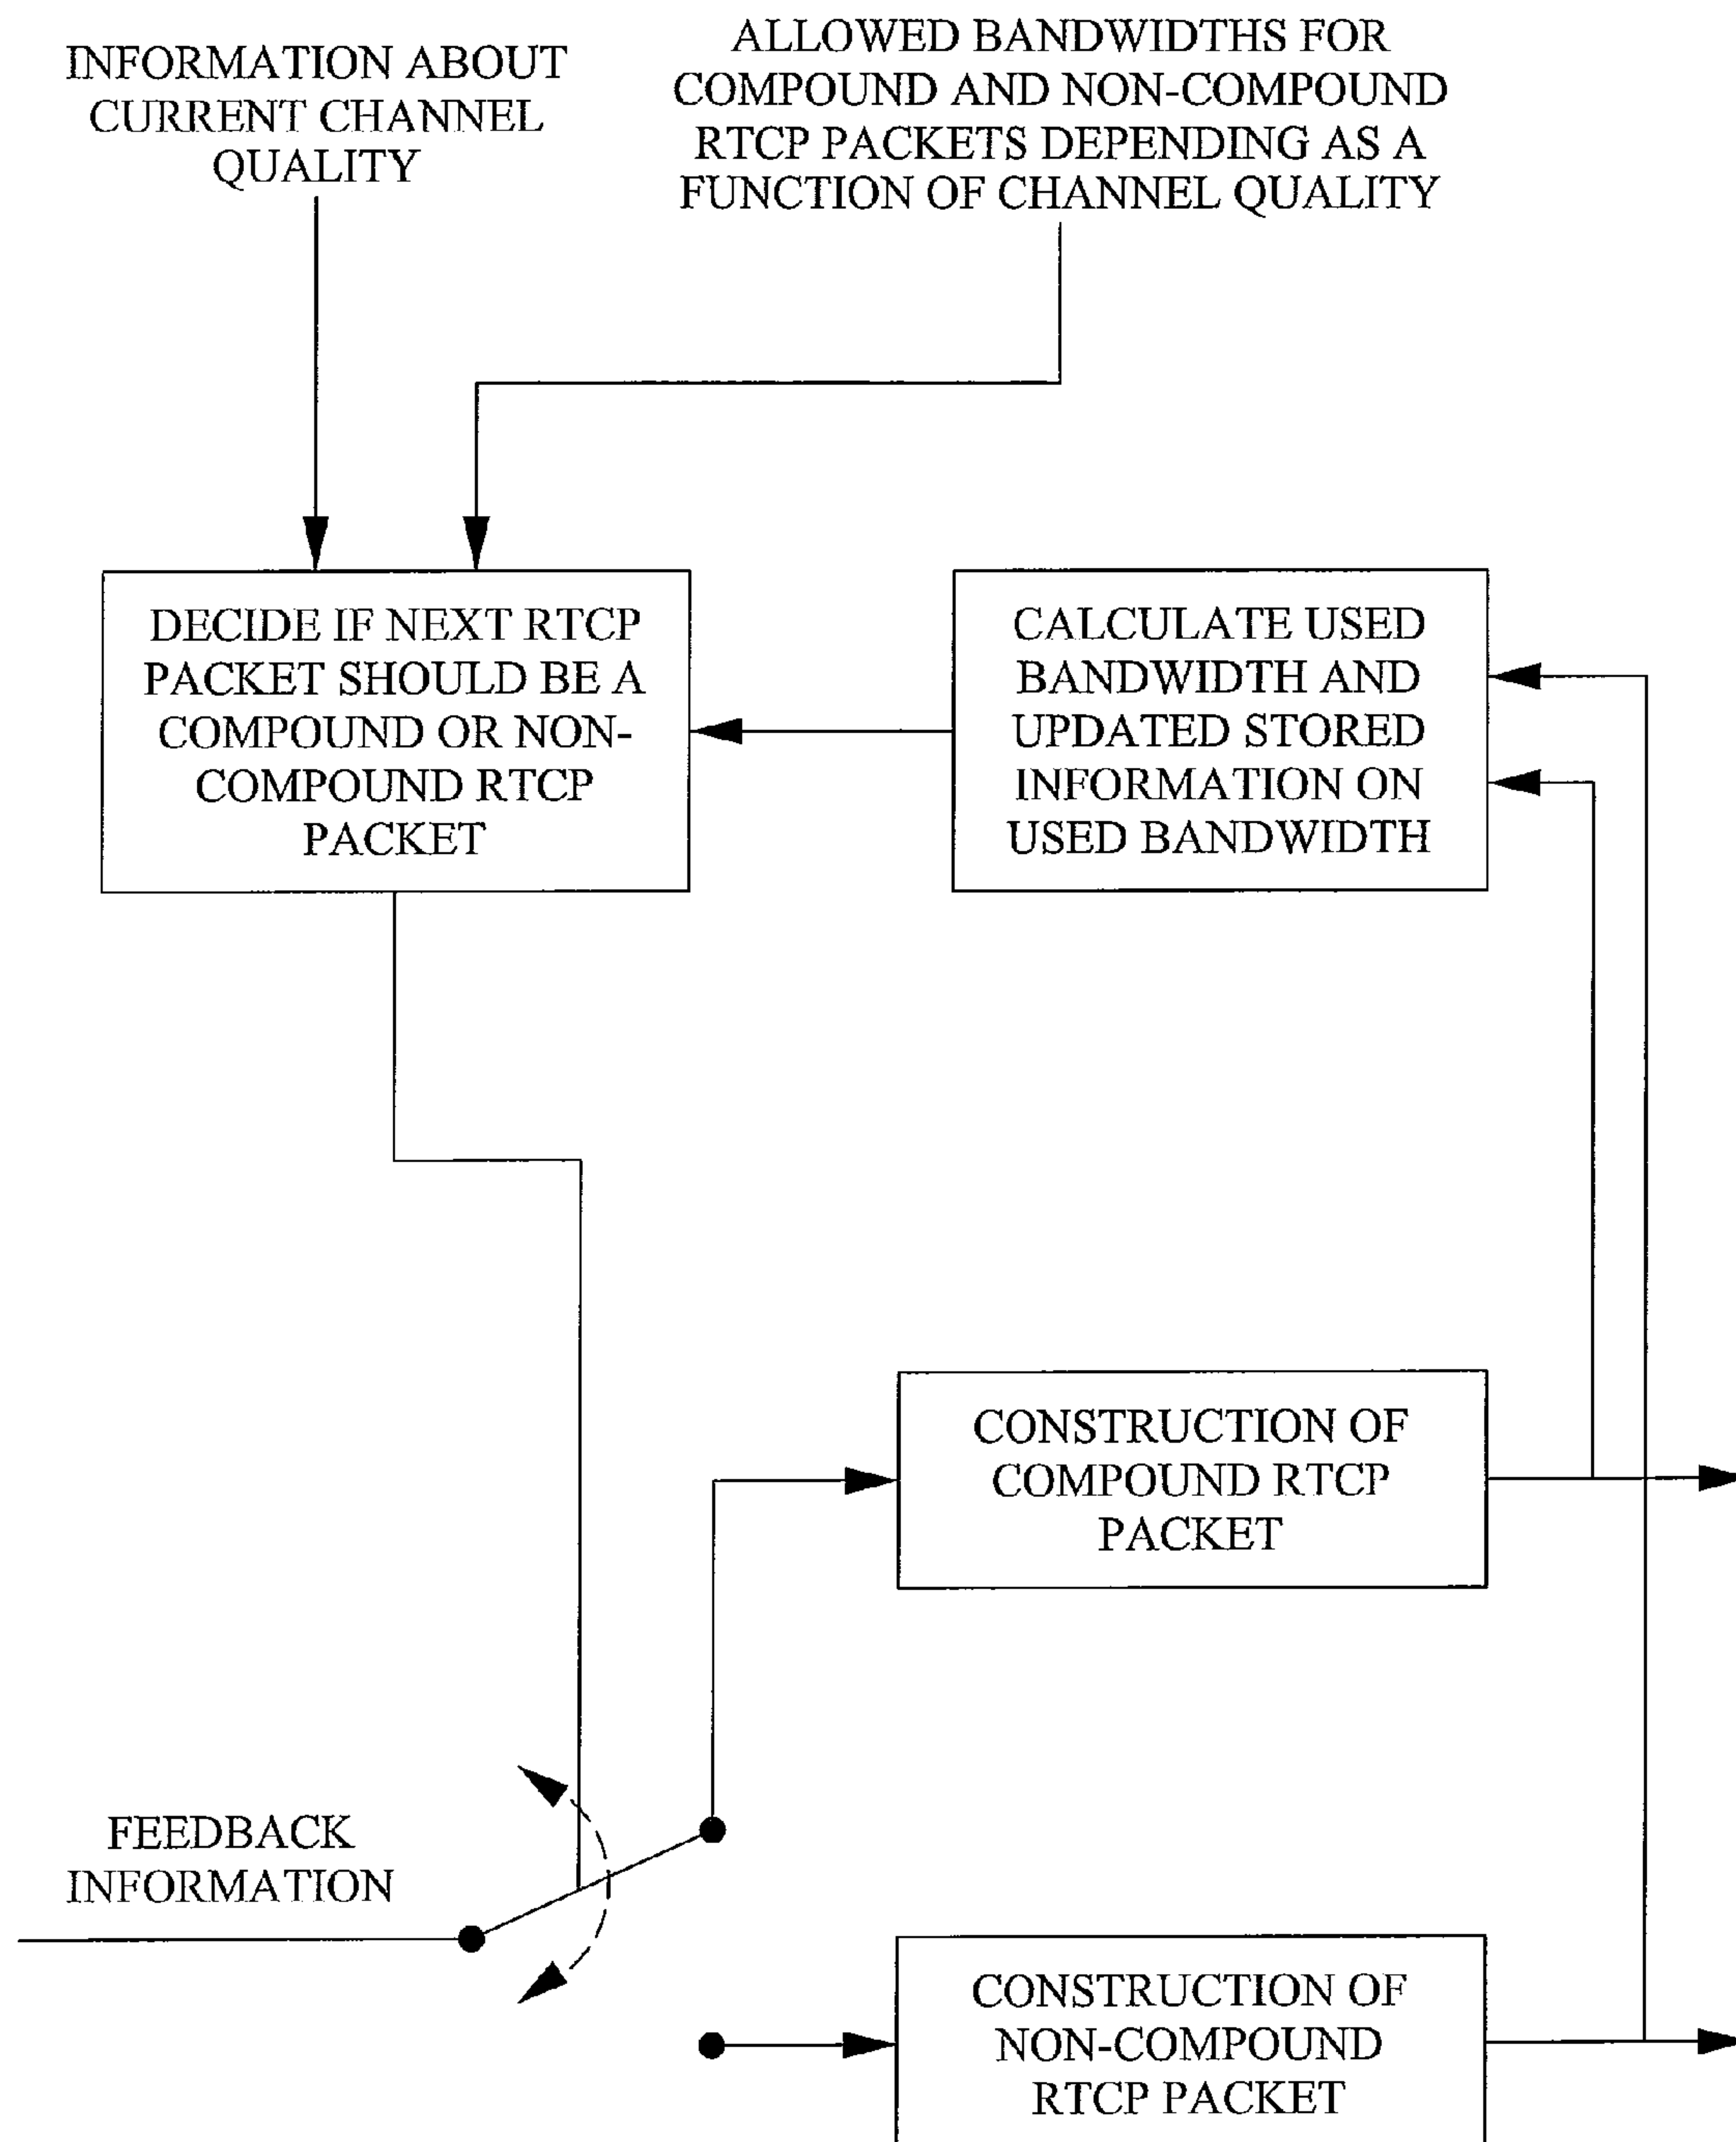 INFORMATION ABOUT
CURRENT CHANNEL
QUALITY
ALLOWED BANDWIDTHS FOR
COMPOUND AND NON-COMPOUND
RTCP PACKETS DEPENDING AS A
FUNCTION OF CHANNEL QUALITY
DECIDE IF NEXT RTCP
PACKET SHOULD BE A
COMPOUND OR NON-
COMPOUND RTCP
PACKET
CALCULATE USED
BANDWIDTH AND
UPDATED STORED
INFORMATION ON
USED BANDWIDTH
CONSTRUCTION OF
COMPOUND RTCP
PACKET
FEEDBACK
INFORMATION
CONSTRUCTION OF
NON-COMPOUND
RTCP PACKET